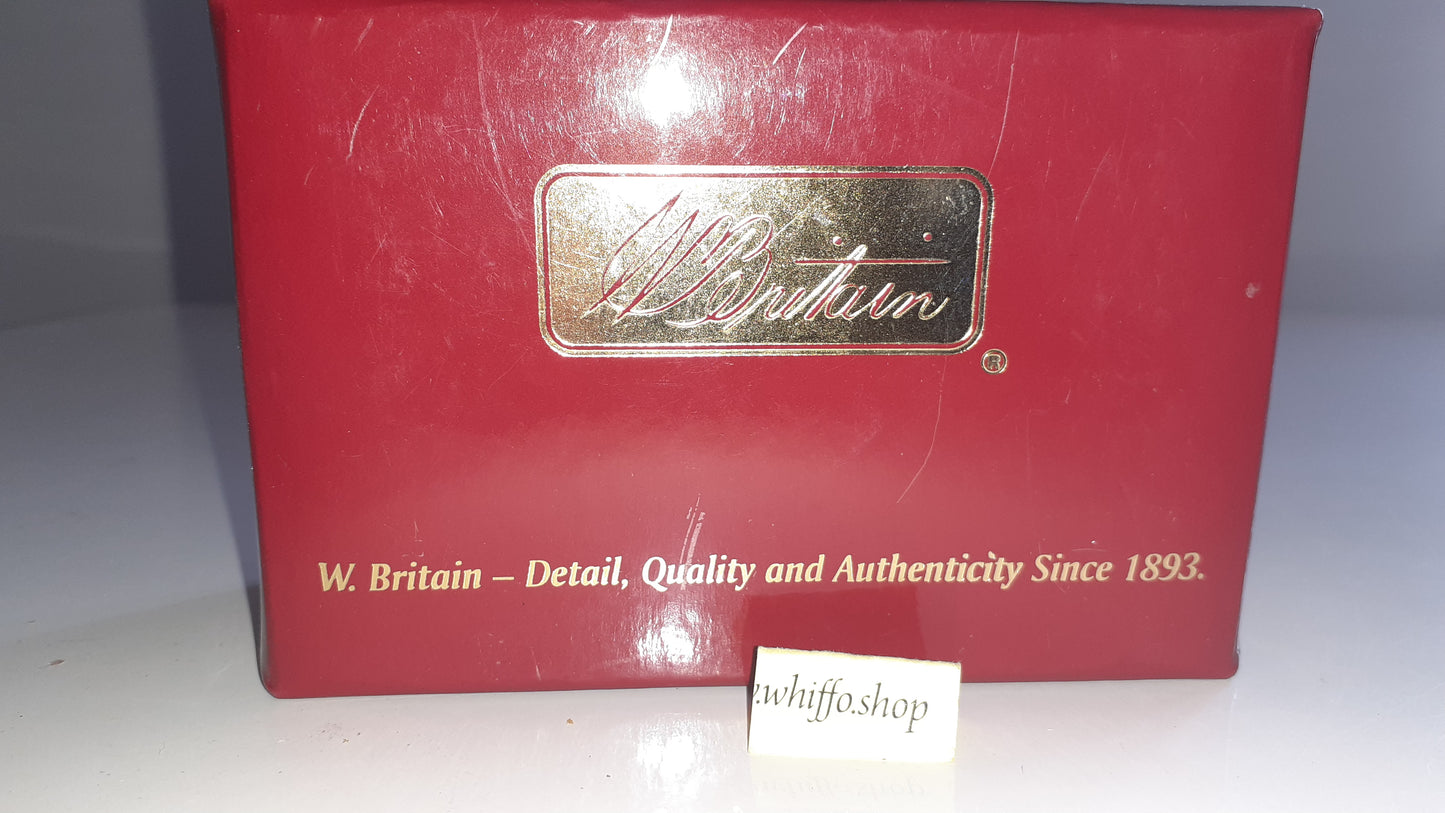 W Britain
®
W. Britain – Detail, Quality and Authenticity Since 1893.
.whiffo.shop